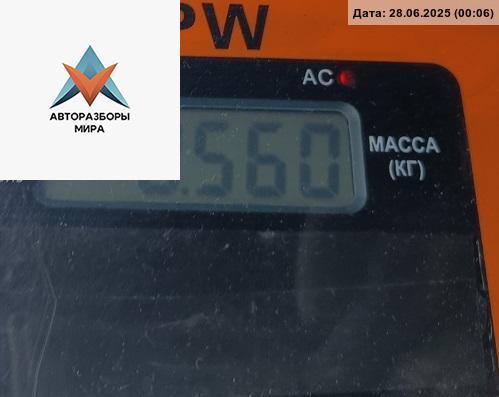 Дата: 28.06.2025 (00:06)
PW
AC
АВТОРАЗБОРЫ
МИРА
.560
МАССА
(КГ)